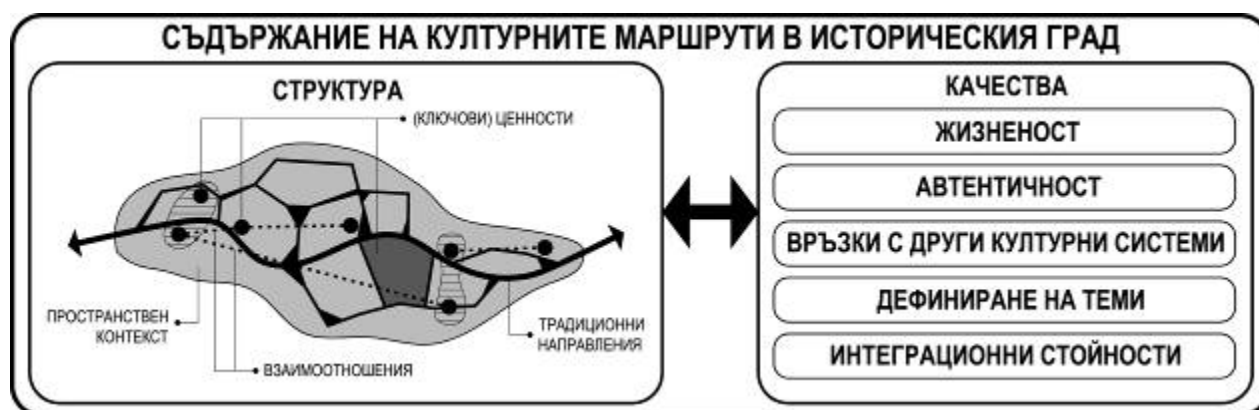 СЪДЪРЖАНИЕ НА КУЛТУРНИТЕ МАРШРУТИ В ИСТОРИЧЕСКИЯ ГРАД
СТРУКТУРА
(КЛЮЧОВИ) ЦЕННОСТИ
ПРОСТРАНСТВЕН
КОНТЕКСТ
ВЗАИМООТНОШЕНИЯ
ТРАДИЦИОННИ
НАПРАВЛЕНИЯ
КАЧЕСТВА
ЖИЗНЕНОСТ
АВТЕНТИЧНОСТ
ВРЪЗКИ С ДРУГИ КУЛТУРНИ СИСТЕМИ
ДЕФИНИРАНЕ НА ТЕМИ
ИНТЕГРАЦИОННИ СТОЙНОСТИ